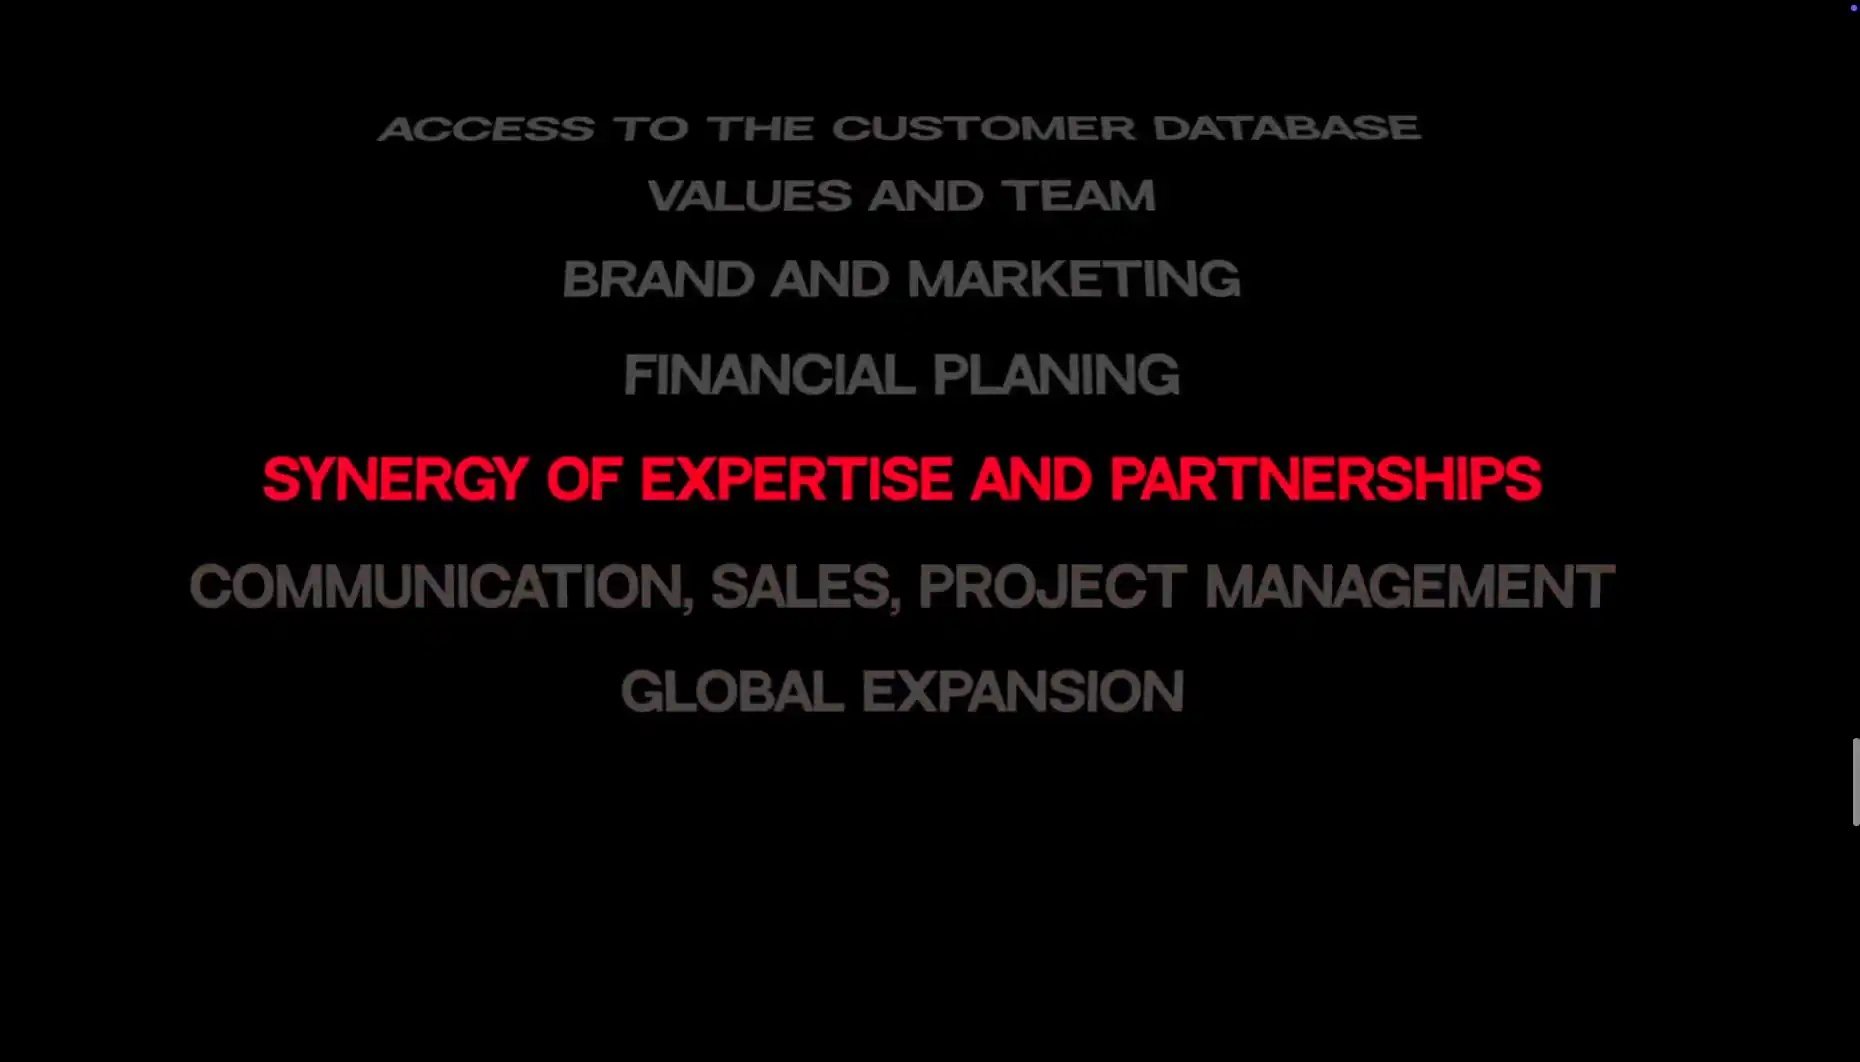 ACCESS TO THE CUSTOMER DATABASE
VALUES AND TEAM
BRAND AND MARKETING
FINANCIAL PLANING
SYNERGY OF EXPERTISE AND PARTNERSHIPS
COMMUNICATION, SALES, PROJECT MANAGEMENT
GLOBAL EXPANSION